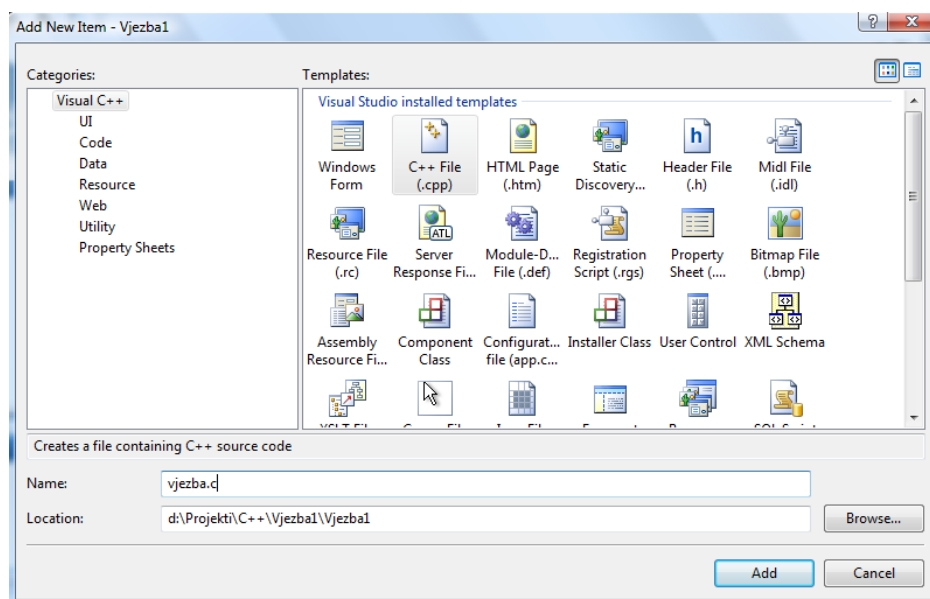 Add New Item - Vjezba1
Categories:
Templates:
Visual C++
UI
Code
Data
Resource
Web
Utility
Property Sheets
Visual Studio installed templates
Windows Form
C++ File (.cpp)
HTML Page (.htm)
Static Discovery...
Header File (.h)
Midl File (.idl)
ATL
Resource File (.rc)
Server Response Fi...
Module-D... File (.def)
Registration Script (.rgs)
Property Sheet (....
Bitmap File (.bmp)
Assembly Resource Fi...
Component Class
Configurat... file (app.c...
Installer Class
User Control
XML Schema
Creates a file containing C++ source code
Name:
vjezba.c
Location:
d:\Projekti\C++\Vjezba1\Vjezba1
Browse...
Add
Cancel